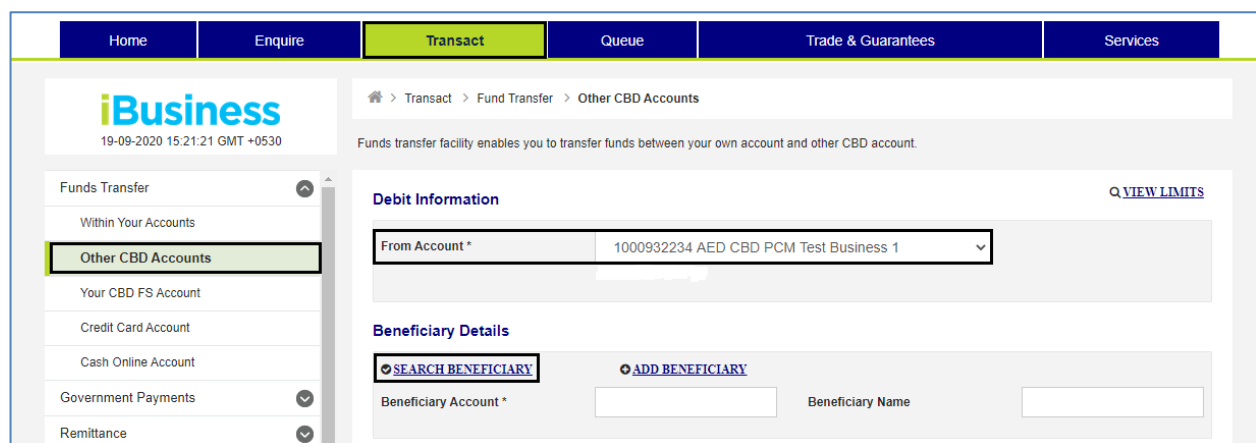 Home Enquire Transact Queue Trade & Guarantees Services
iBusiness
19-09-2020 15:21:21 GMT +0530
> Transact > Fund Transfer > Other CBD Accounts
Funds transfer facility enables you to transfer funds between your own account and other CBD account.
Funds Transfer
Within Your Accounts
Other CBD Accounts
Your CBD FS Account
Credit Card Account
Cash Online Account
Government Payments
Remittance
Debit Information
VIEW LIMITS
From Account * 1000932234 AED CBD PCM Test Business 1
Beneficiary Details
SEARCH BENEFICIARY ADD BENEFICIARY
Beneficiary Account * Beneficiary Name